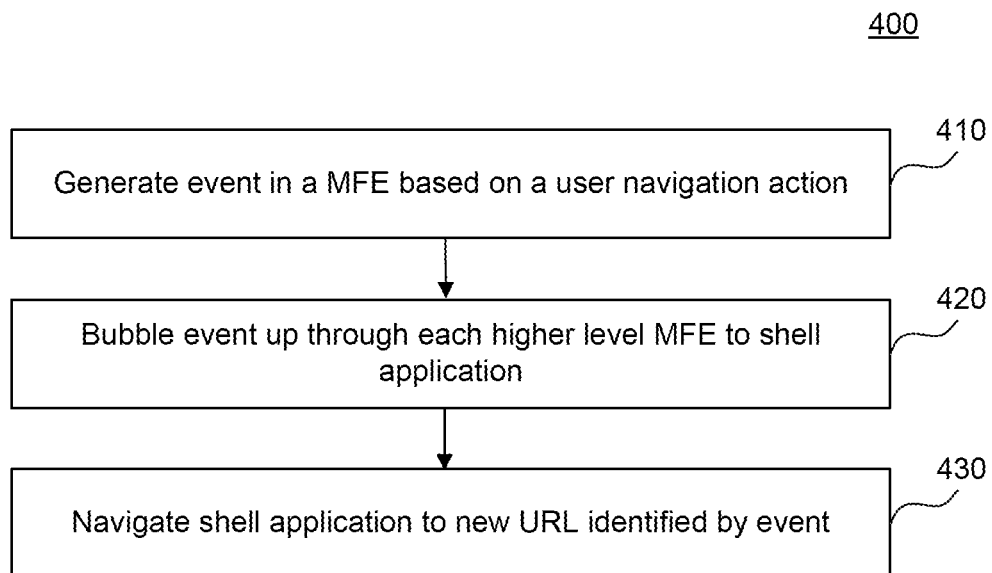 400
410
Generate event in a MFE based on a user navigation action
420
Bubble event up through each higher level MFE to shell
application
430
Navigate shell application to new URL identified by event